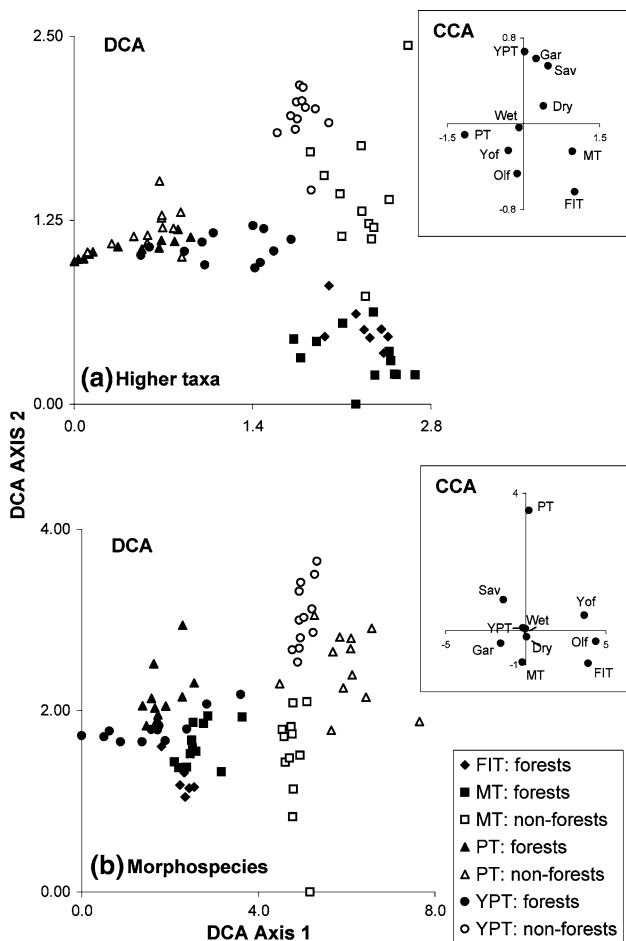 2.50
DCA
CCA
0.8
YPT
Gar
Sav
Dry
Wet
-1.5
1.5
PT
Yof
MT
Olf
FIT
-0.8
1.25
(a) Higher taxa
0.00
0.0
1.4
2.8
DCA AXIS 2
CCA
4
PT
Sav
Yof
Wet
YPT
-5
5
Gar
Dry
Olf
MT
FIT
-1
4.00
DCA
2.00
(b) Morphospecies
0.00
0.0
4.0
8.0
DCA Axis 1
FIT: forests
MT: forests
MT: non-forests
PT: forests
PT: non-forests
YPT: forests
YPT: non-forests